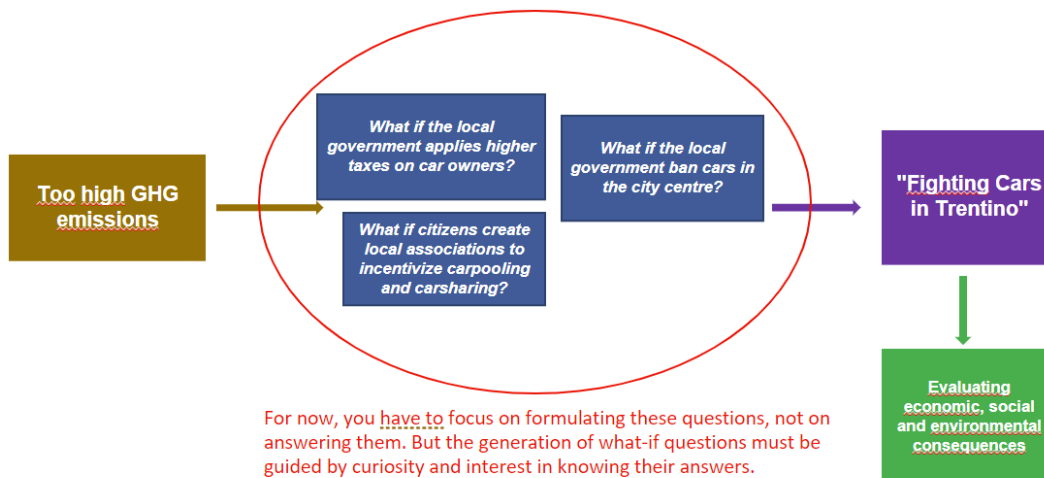 Too high GHG
emissions
What if the local
government applies higher
taxes on car owners?
What if citizens create
local associations to
incentivize carpooling
and carsharing?
What if the local
government ban cars in
the city centre?
"Fighting Cars
in Trentino"
Evaluating
economic, social
and environmental
consequences
For now, you have to focus on formulating these questions, not on
answering them. But the generation of what-if questions must be
guided by curiosity and interest in knowing their answers.